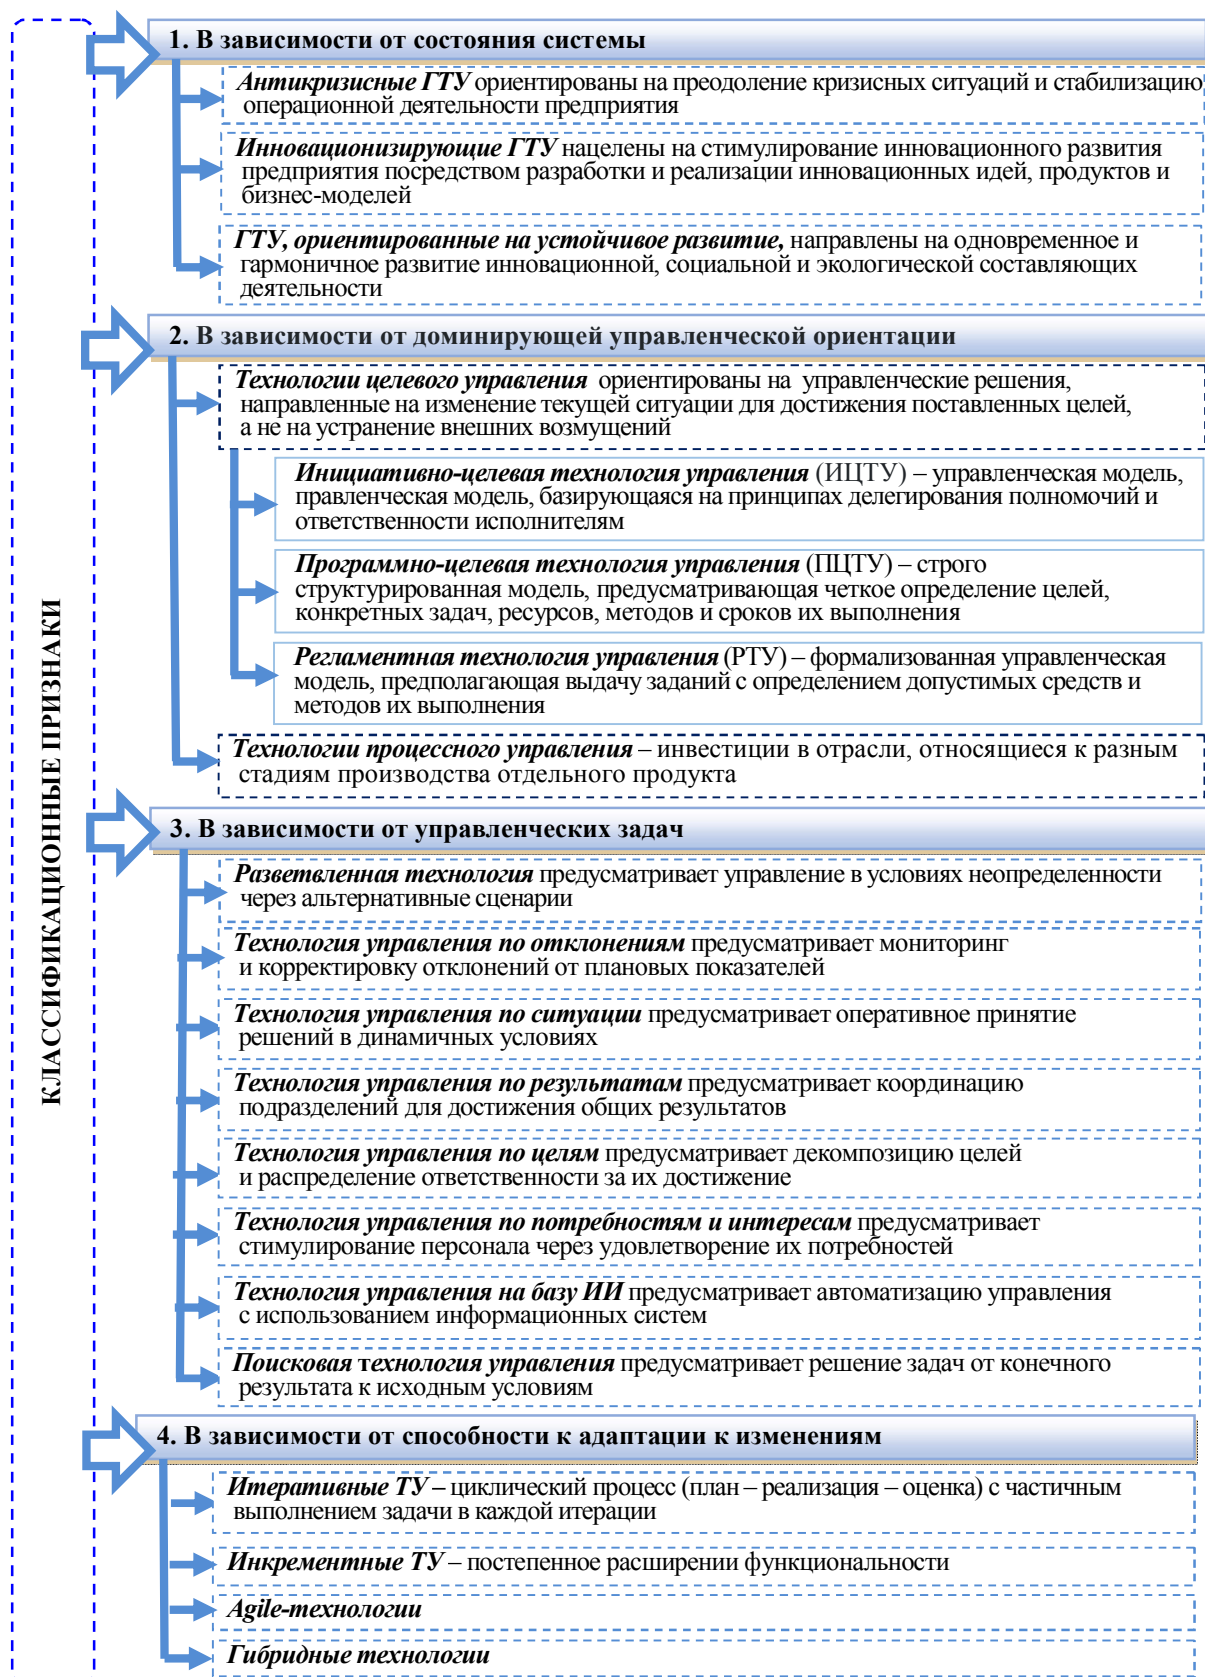 КЛАССИФИКАЦИОННЫЕ ПРИЗНАКИ
1. В зависимости от состояния системы
Антикризисные ГТУ ориентированы на преодоление кризисных ситуаций и стабилизацию
операционной деятельности предприятия
Инновационизирующие ГТУ нацелены на стимулирование инновационного развития
предприятия посредством разработки и реализации инновационных идей, продуктов и
бизнес-моделей
ГТУ, ориентированные на устойчивое развитие, направлены на одновременное и
гармоничное развитие инновационной, социальной и экологической составляющих
деятельности
2. В зависимости от доминирующей управленческой ориентации
Технологии целевого управления ориентированы на управленческие решения,
направленные на изменение текущей ситуации для достижения поставленных целей,
а не на устранение внешних возмущений
Инициативно-целевая технология управления (ИЦТУ) – управленческая модель,
правленческая модель, базирующаяся на принципах делегирования полномочий и
ответственности исполнителям
Программно-целевая технология управления (ПЦТУ) – строго
структурированная модель, предусматривающая четкое определение целей,
конкретных задач, ресурсов, методов и сроков их выполнения
Регламентная технология управления (РТУ) – формализованная управленческая
модель, предполагающая выдачу заданий с определением допустимых средств и
методов их выполнения
Технологии процессного управления – инвестиции в отрасли, относящиеся к разным
стадиям производства отдельного продукта
3. В зависимости от управленческих задач
Разветвленная технология предусматривает управление в условиях неопределенности
через альтернативные сценарии
Технология управления по отклонениям предусматривает мониторинг
и корректировку отклонений от плановых показателей
Технология управления по ситуации предусматривает оперативное принятие
решений в динамичных условиях
Технология управления по результатам предусматривает координацию
подразделений для достижения общих результатов
Технология управления по целям предусматривает декомпозицию целей
и распределение ответственности за их достижение
Технология управления по потребностям и интересам предусматривает
стимулирование персонала через удовлетворение их потребностей
Технология управления на базу ИИ предусматривает автоматизацию управления
с использованием информационных систем
Поисковая технология управления предусматривает решение задач от конечного
результата к исходным условиям
4. В зависимости от способности к адаптации к изменениям
Итеративные ТУ – циклический процесс (план – реализация – оценка) с частичным
выполнением задачи в каждой итерации
Инкрементные ТУ – постепенное расширении функциональности
Agile-технологии
Гибридные технологии